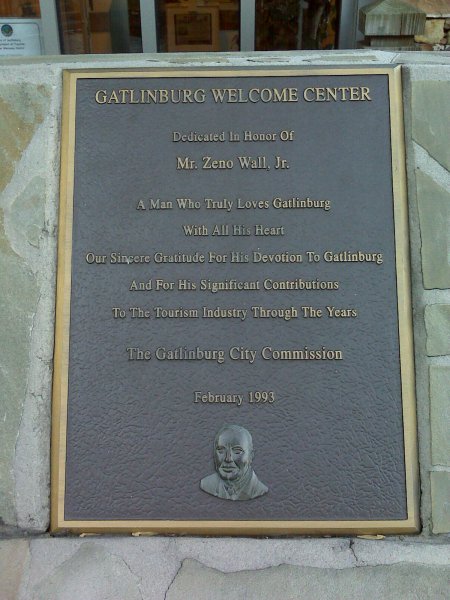 GATLINBURG WELCOME CENTER
Dedicated In Honor Of
Mr. Zeno Wall, Jr.
A Man Who Truly Loves Gatlinburg
With All His Heart
Our Sincere Gratitude For His Devotion To Gatlinburg
And For His Significant Contributions
To The Tourism Industry Through The Years
The Gatlinburg City Commission
February 1993